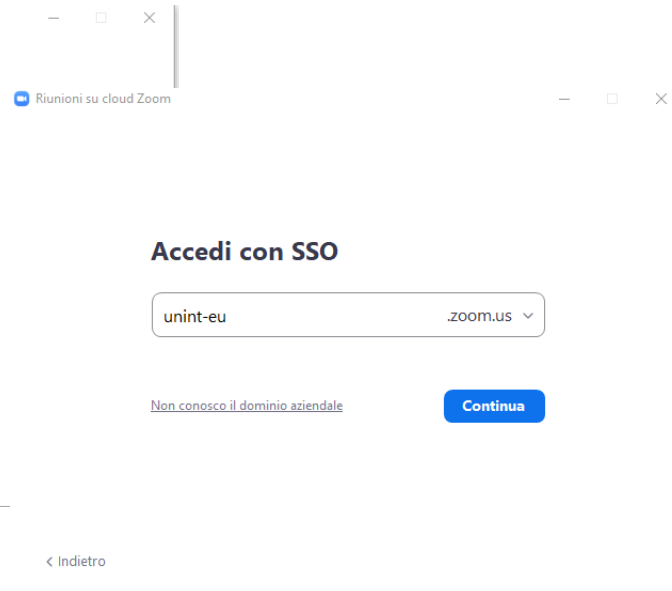 Riunioni su cloud Zoom
Accedi con SSO
unint-eu .zoom.us
Non conosco il dominio aziendale Continua
Indietro